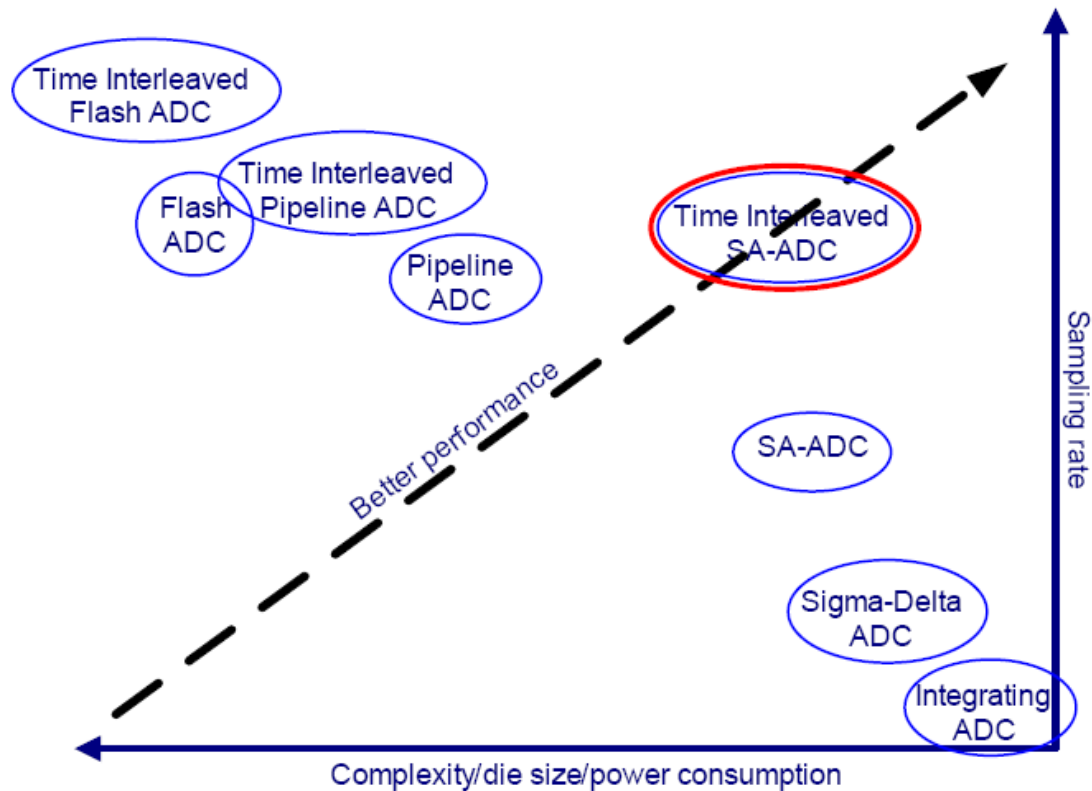 Time Interleaved
Flash ADC
Time Interleaved
Pipeline ADC
Flash
ADC
Time Interleaved
SA-ADC
Pipeline
ADC
Better performance
Sampling rate
SA-ADC
Sigma-Delta
ADC
Integrating
ADC
Complexity/die size/power consumption